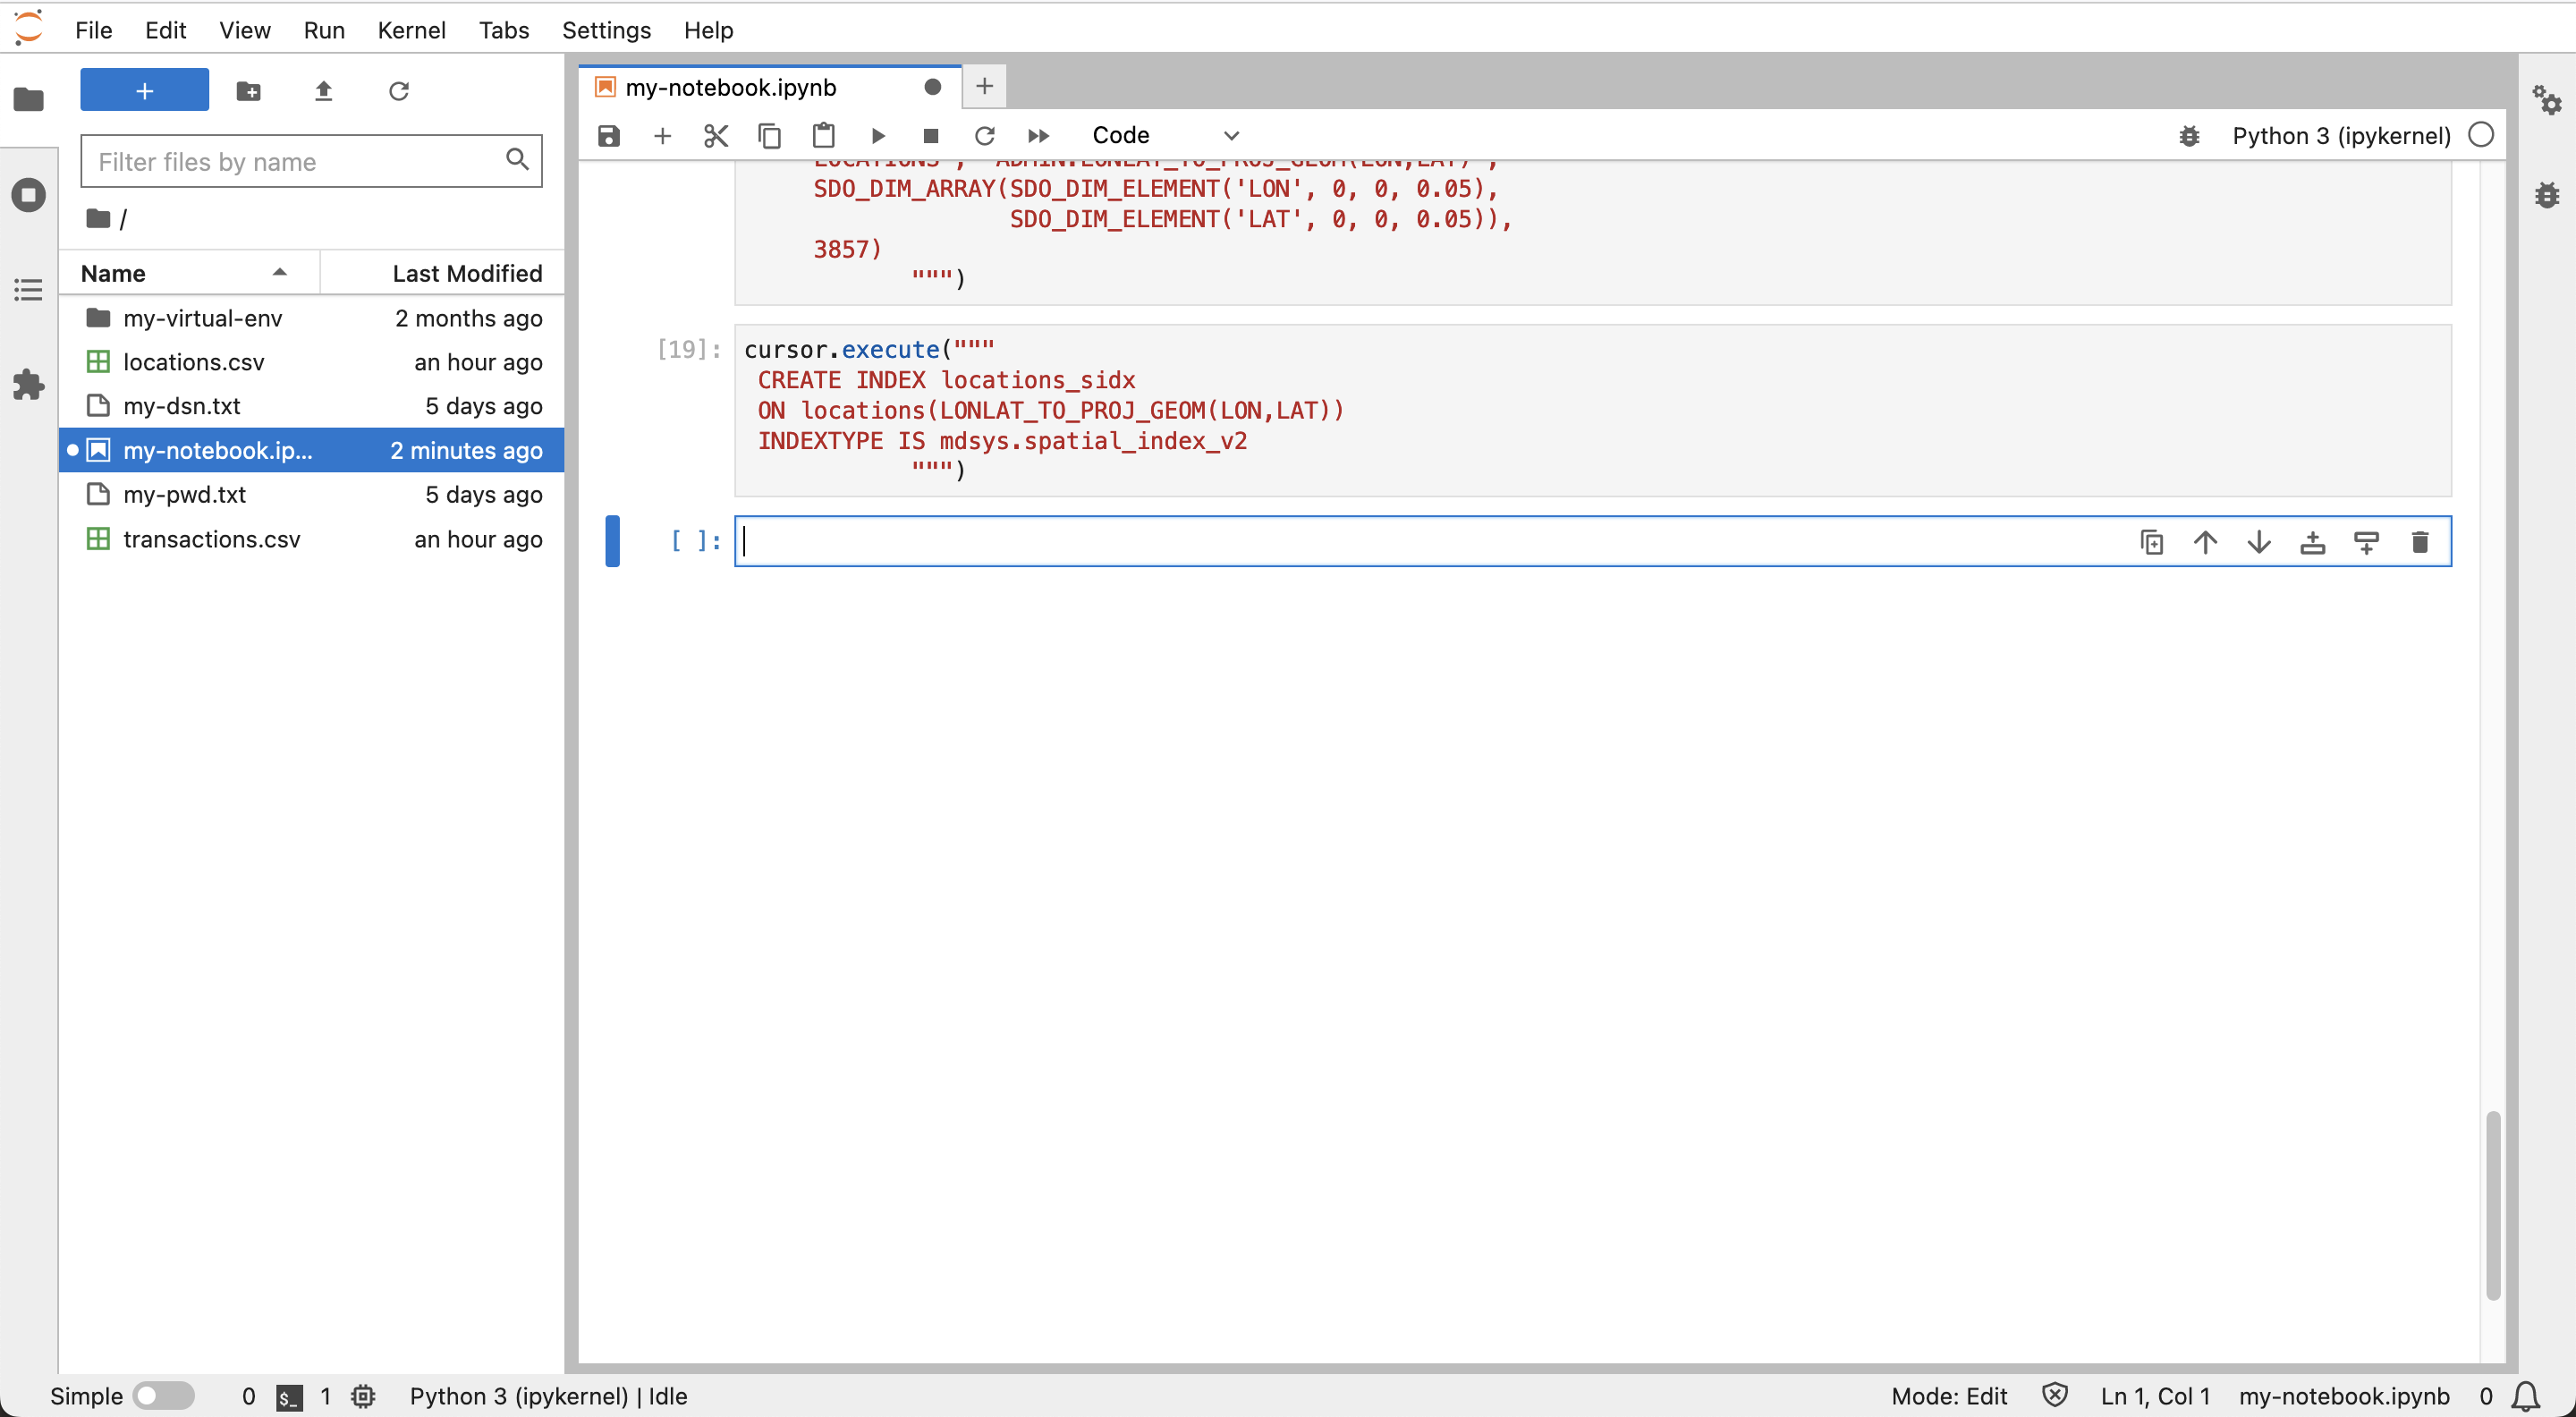 File Edit View Run Kernel Tabs Settings Help
+
Filter files by name
/
Name Last Modified
my-virtual-env 2 months ago
locations.csv an hour ago
my-dsn.txt 5 days ago
my-notebook.ip... 2 minutes ago
my-pwd.txt 5 days ago
transactions.csv an hour ago
my-notebook.ipynb
Code
Python 3 (ipykernel)
LOCATIONS', 'ADMIN.LONLAT_TO_PROJ_GEOM(LON,LAT)',
SDO_DIM_ARRAY(SDO_DIM_ELEMENT('LON', 0, 0, 0.05),
SDO_DIM_ELEMENT('LAT', 0, 0, 0.05)),
3857)
""")
[19]: cursor.execute("""
CREATE INDEX locations_sidx
ON locations(LONLAT_TO_PROJ_GEOM(LON,LAT))
INDEXTYPE IS mdsys.spatial_index_v2
""")
[ ]:
Simple 0 $_ 1 Python 3 (ipykernel) | Idle
Mode: Edit Ln 1, Col 1 my-notebook.ipynb 0